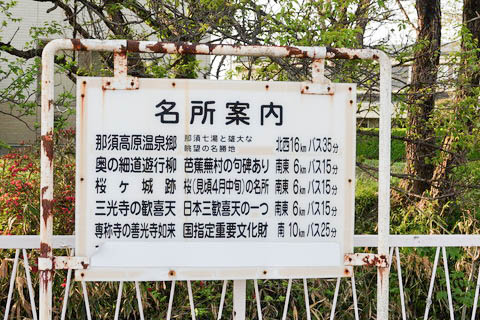 名所案内
那須高原温泉郷 那須七湯と雄大な眺望の名勝地 北西16kmバス35分
奥の細道遊行柳 芭蕉蕪村の句碑あり 南東6kmバス15分
桜ヶ城跡 桜(見頃4月中旬)の名所 南東6kmバス15分
三光寺の歓喜天 日本三歓喜天の一つ 南東6kmバス15分
専称寺の善光寺如来 国指定重要文化財 南10kmバス25分